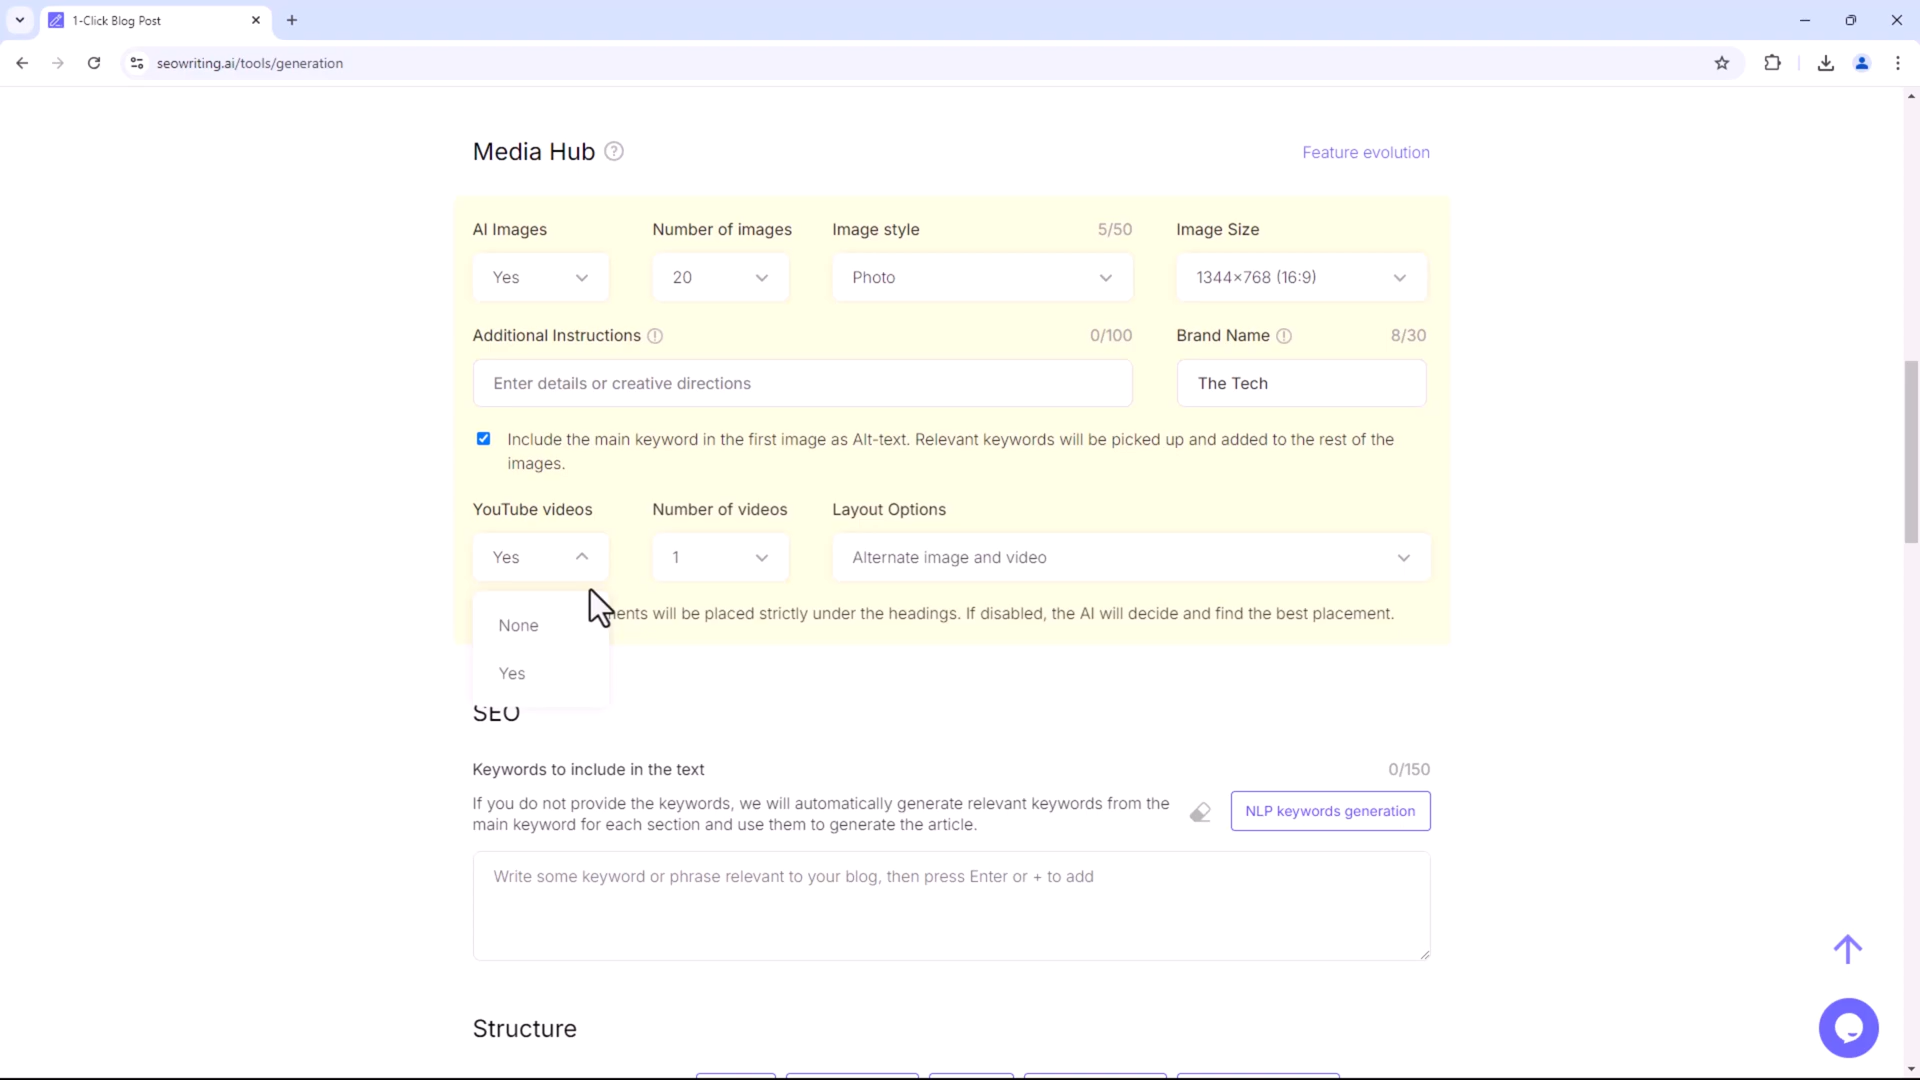 1-Click Blog Post
seowriting.ai/tools/generation
Media Hub
Feature evolution
AI Images
Number of images
Image style
5/50
Image Size
Yes
20
Photo
1344×768 (16:9)
Additional Instructions
0/100
Brand Name
8/30
Enter details or creative directions
The Tech
Include the main keyword in the first image as Alt-text. Relevant keywords will be picked up and added to the rest of the
images.
YouTube videos
Number of videos
Layout Options
Yes
1
Alternate image and video
will be placed strictly under the headings. If disabled, the AI will decide and find the best placement.
None
Yes
SEO
Keywords to include in the text
0/150
If you do not provide the keywords, we will automatically generate relevant keywords from the
main keyword for each section and use them to generate the article.
NLP keywords generation
Write some keyword or phrase relevant to your blog, then press Enter or + to add
Structure